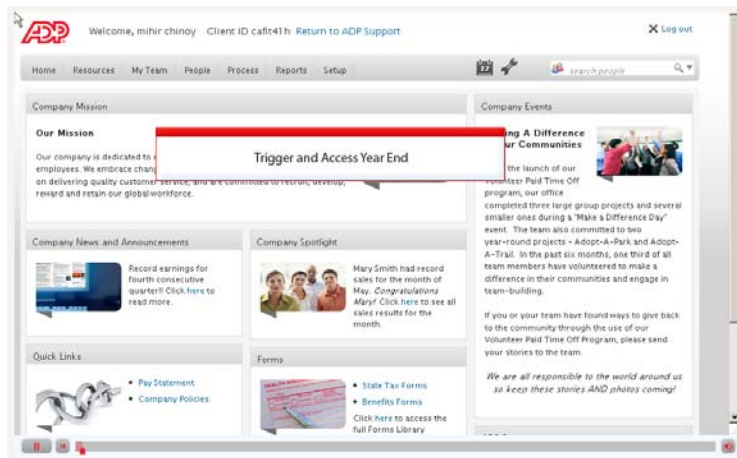 ADP
Welcome, mihir chinoy Client ID cafit41h Return to ADP Support
Log out
Home Resources My Team People Process Reports Setup
17
search people
Company Mission
Our Mission
Our company is dedicated to
employees. We embrace chang
on delivering quality customer service, and are committed to recruit, develop,
reward and retain our global workforce.
Trigger and Access Year End
Company Events
ng A Difference
ur Communities
the launch of our
Volunteer Paid Time Off
program, our office
completed three large group projects and several
smaller ones during a "Make a Difference Day"
event. The team also committed to two
year-round projects - Adopt-A-Park and Adopt-
A-Trail. In the past six months, one third of all
team members have volunteered to make a
difference in their communities and engage in
team-building.
If you or your team have found ways to give back
to the community through the use of our
Volunteer Paid Time Off Program, please send
your stories to the team.
We are all responsible to the world around us
so keep these stories AND photos coming!
Company News and Announcements
Record earnings for
fourth consecutive
quarter!! Click here to
read more.
Company Spotlight
Mary Smith had record
sales for the month of
May. Congratulations
Mary! Click here to see all
sales results for the
month.
Quick Links
• Pay Statement
• Company Policies
Forms
• State Tax Forms
• Benefits Forms
Click here to access the
full Forms Library